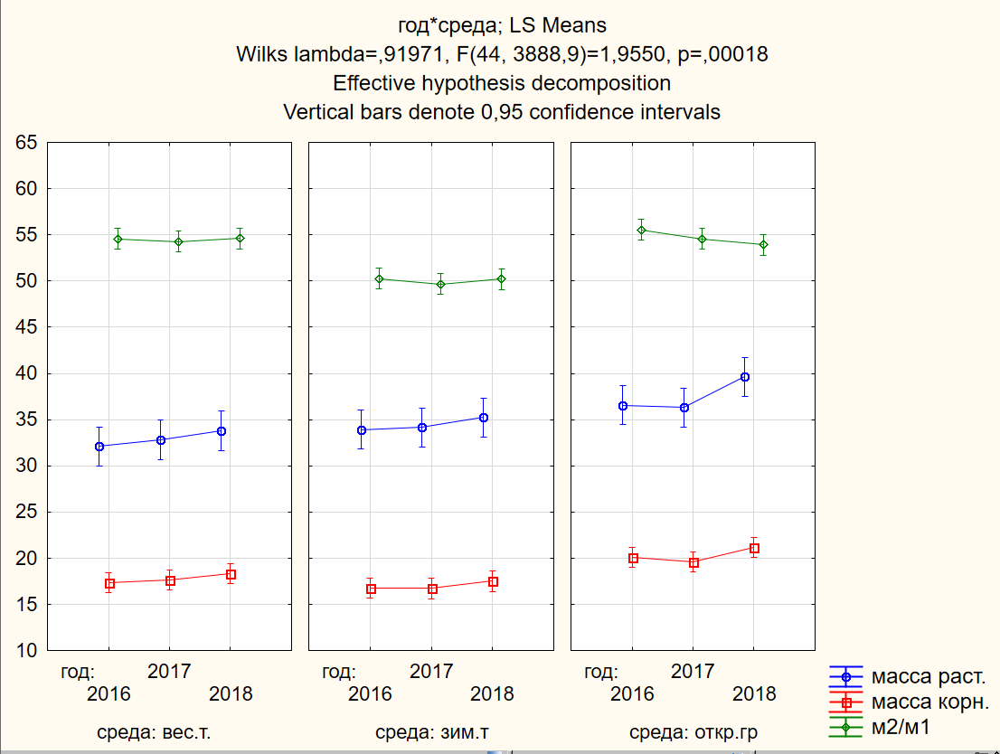 год*среда; LS Means
Wilks lambda=,91971, F(44, 3888,9)=1,9550, p=,00018
Effective hypothesis decomposition
Vertical bars denote 0,95 confidence intervals
65
60
55
50
45
40
35
30
25
20
15
10
год: 2017 год: 2017 год: 2017
2016 2018 2016 2018 2016 2018
среда: вес.т. среда: зим.т среда: откр.гр
масса раст.
масса корн.
м2/м1